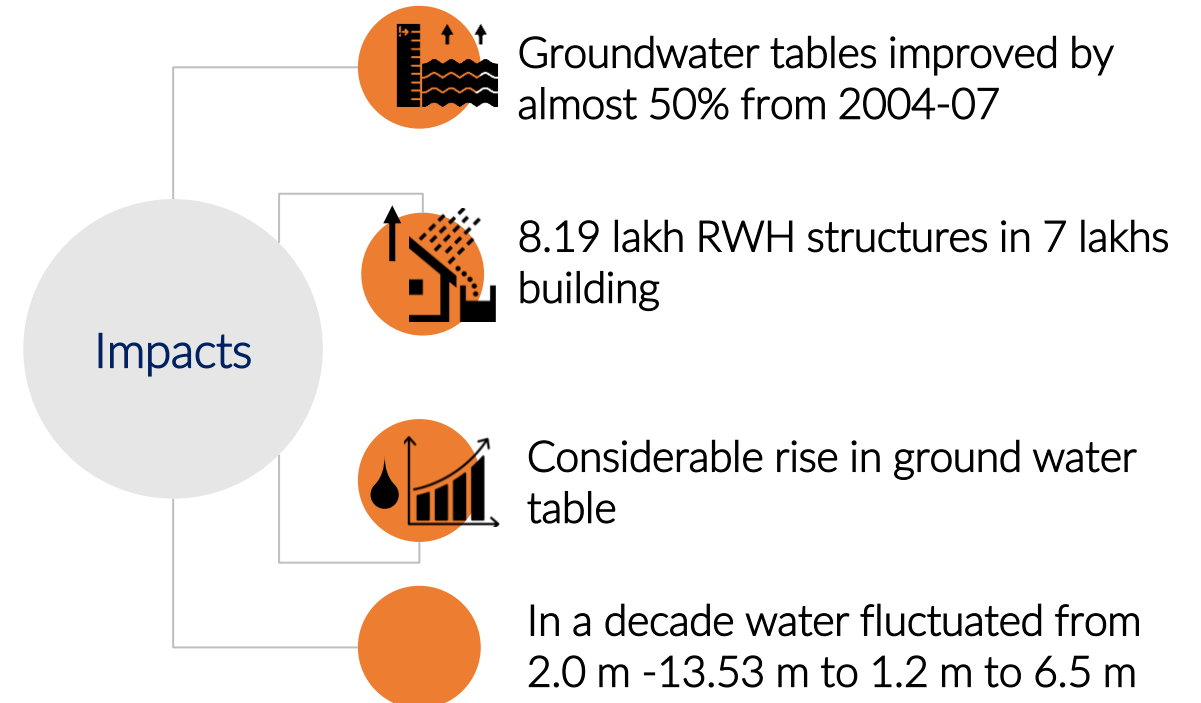 Groundwater tables improved by
almost 50% from 2004-07
8.19 lakh RWH structures in 7 lakhs
building
Impacts
Considerable rise in ground water
table
In a decade water fluctuated from
2.0 m -13.53 m to 1.2 m to 6.5 m